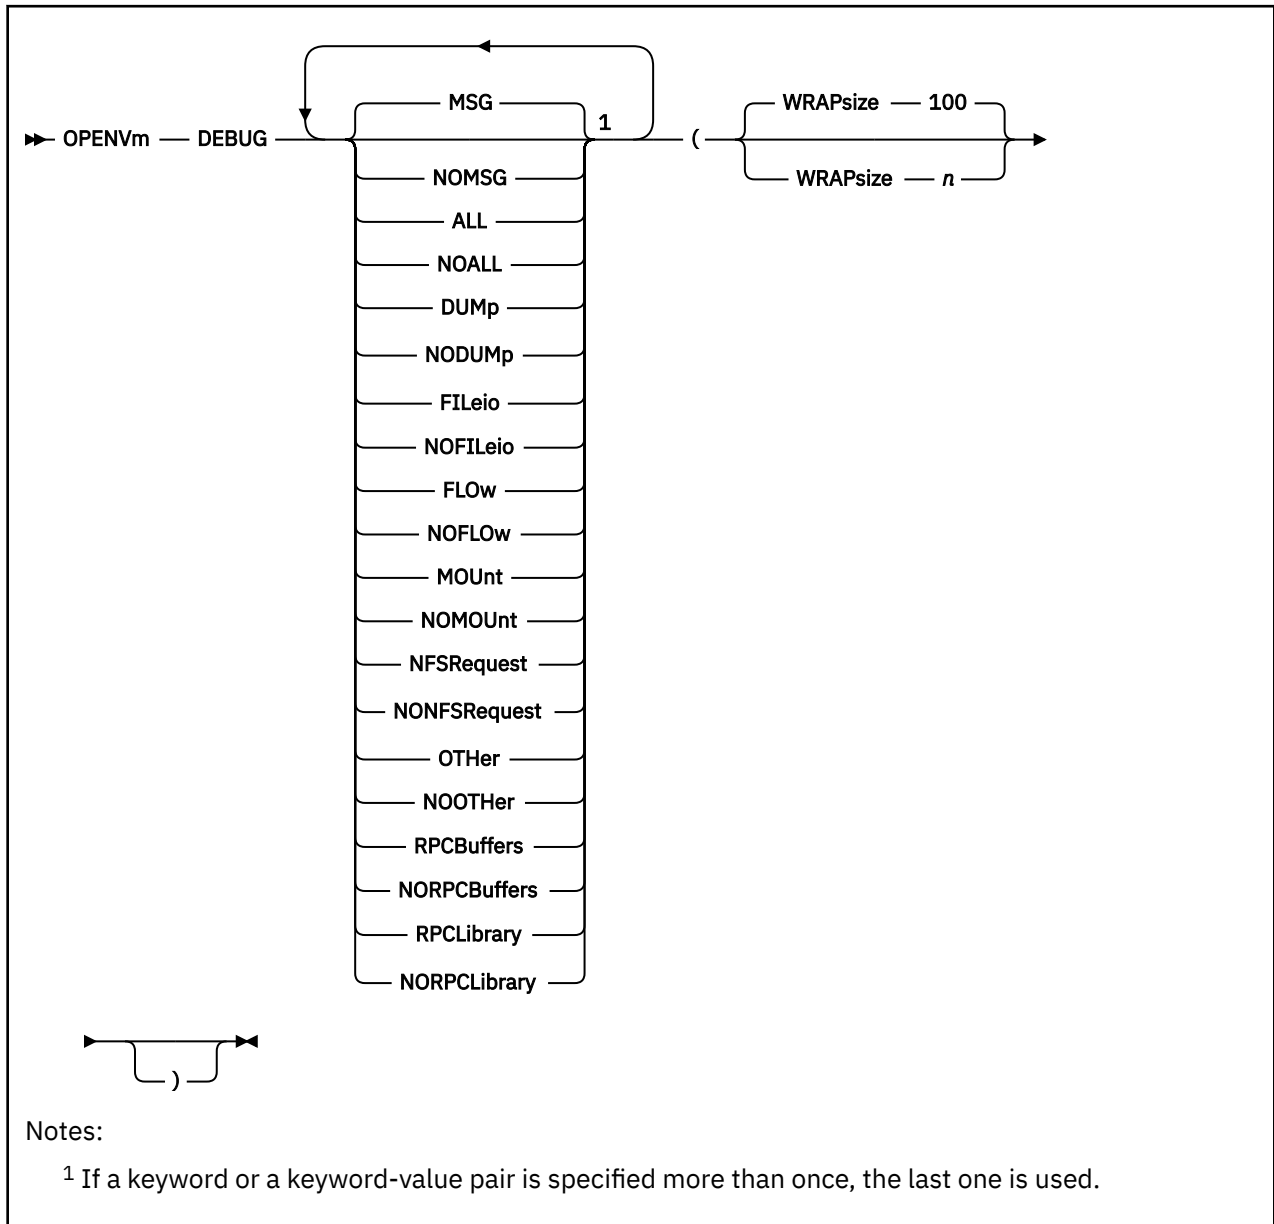 MSG
WRAPsize 100
OPENVm DEBUG 1 (
NOMSG
WRAPsize n
ALL
NOALL
DUMp
NODUMp
FILeio
NOFILeio
FLOw
NOFLOw
MOUnt
NOMOUnt
NFSRequest
NONFSRequest
OTHer
NOOTHer
RPCBuffers
NORPCBuffers
RPCLibrary
NORPCLibrary
)
Notes:
1 If a keyword or a keyword-value pair is specified more than once, the last one is used.